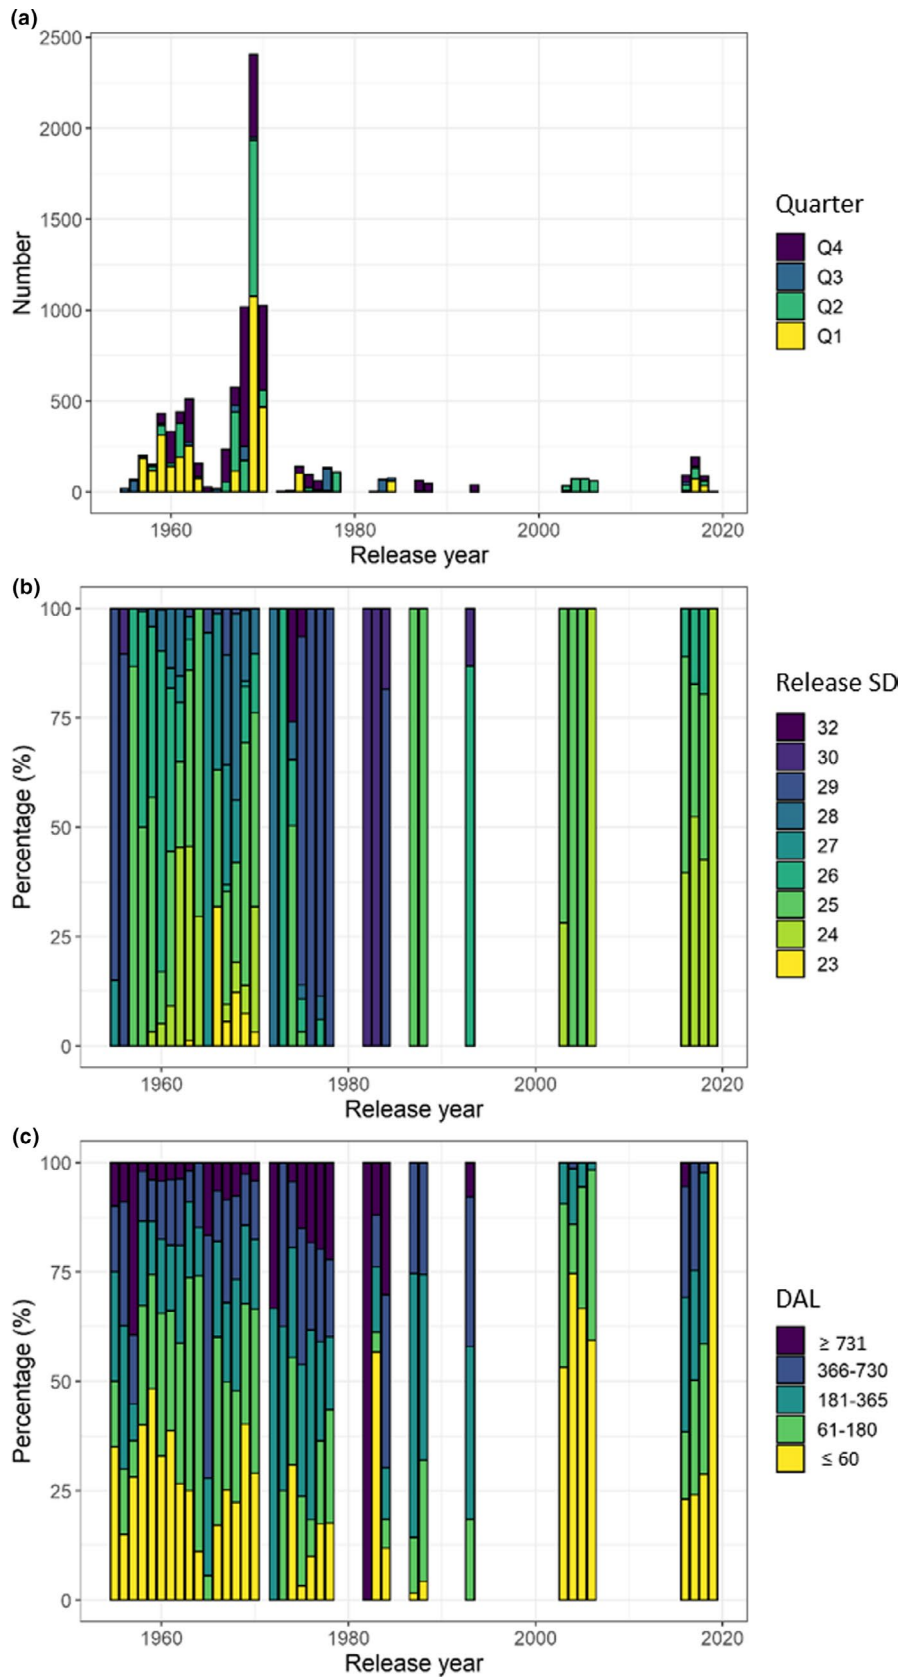 (a)
2500
2000
1500
1000
500
0
Number
1960 1980 2000 2020
Release year
Quarter
Q4
Q3
Q2
Q1
(b)
100
75
50
25
0
Percentage (%)
1960 1980 2000 2020
Release year
Release SD
32
30
29
28
27
26
25
24
23
(c)
100
75
50
25
0
Percentage (%)
1960 1980 2000 2020
Release year
DAL
≥ 731
366-730
181-365
61-180
≤ 60